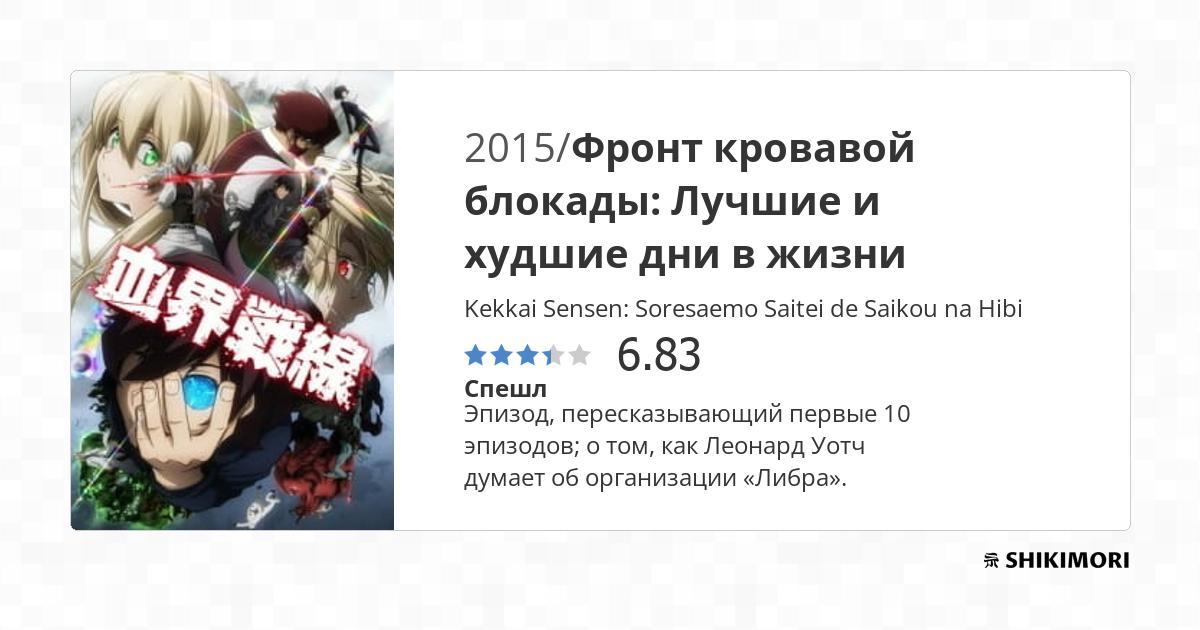 血界戦線
2015/Фронт кровавой
блокады: Лучшие и
худшие дни в жизни
Kekkai Sensen: Soresaemo Saitei de Saikou na Hibi
6.83
Спешл
Эпизод, пересказывающий первые 10
эпизодов; о том, как Леонард Уотч
думает об организации «Либра».
SHIKIMORI